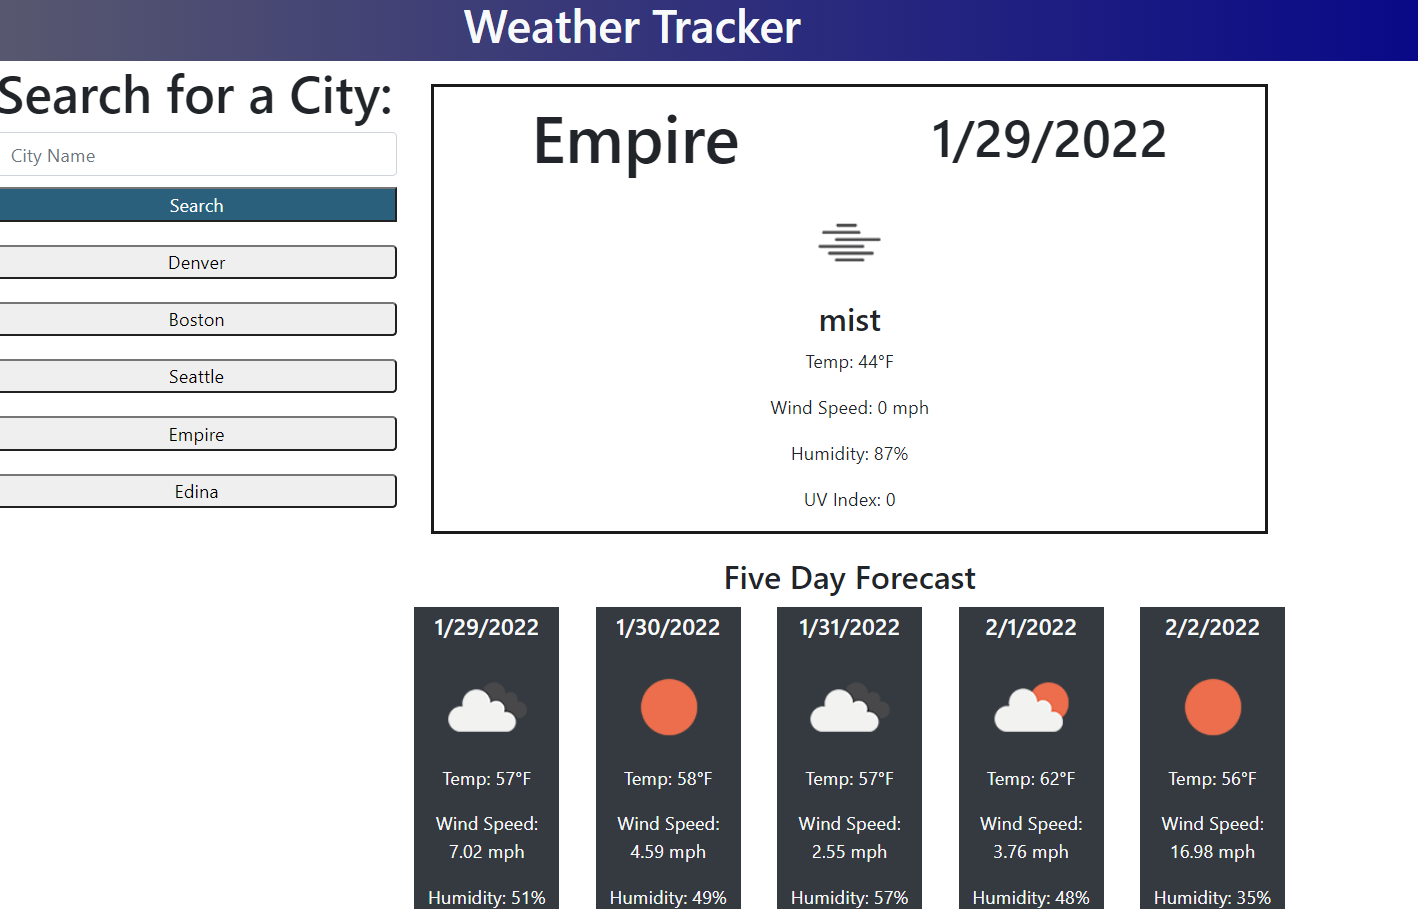 Weather Tracker
Search for a City:
City Name
Search
Denver
Boston
Seattle
Empire
Edina
Empire
1/29/2022
mist
Temp: 44°F
Wind Speed: 0 mph
Humidity: 87%
UV Index: 0
Five Day Forecast
1/29/2022
Temp: 57°F
Wind Speed:
7.02 mph
Humidity: 51%
1/30/2022
Temp: 58°F
Wind Speed:
4.59 mph
Humidity: 49%
1/31/2022
Temp: 57°F
Wind Speed:
2.55 mph
Humidity: 57%
2/1/2022
Temp: 62°F
Wind Speed:
3.76 mph
Humidity: 48%
2/2/2022
Temp: 56°F
Wind Speed:
16.98 mph
Humidity: 35%